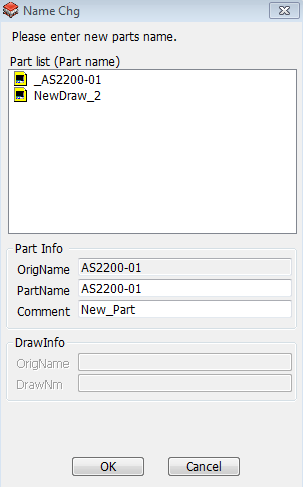 Name Chg
Please enter new parts name.
Part list (Part name)
_AS2200-01
NewDraw_2
Part Info
OrigName AS2200-01
PartName AS2200-01
Comment New_Part
DrawInfo
OrigName
DrawNm
OK Cancel